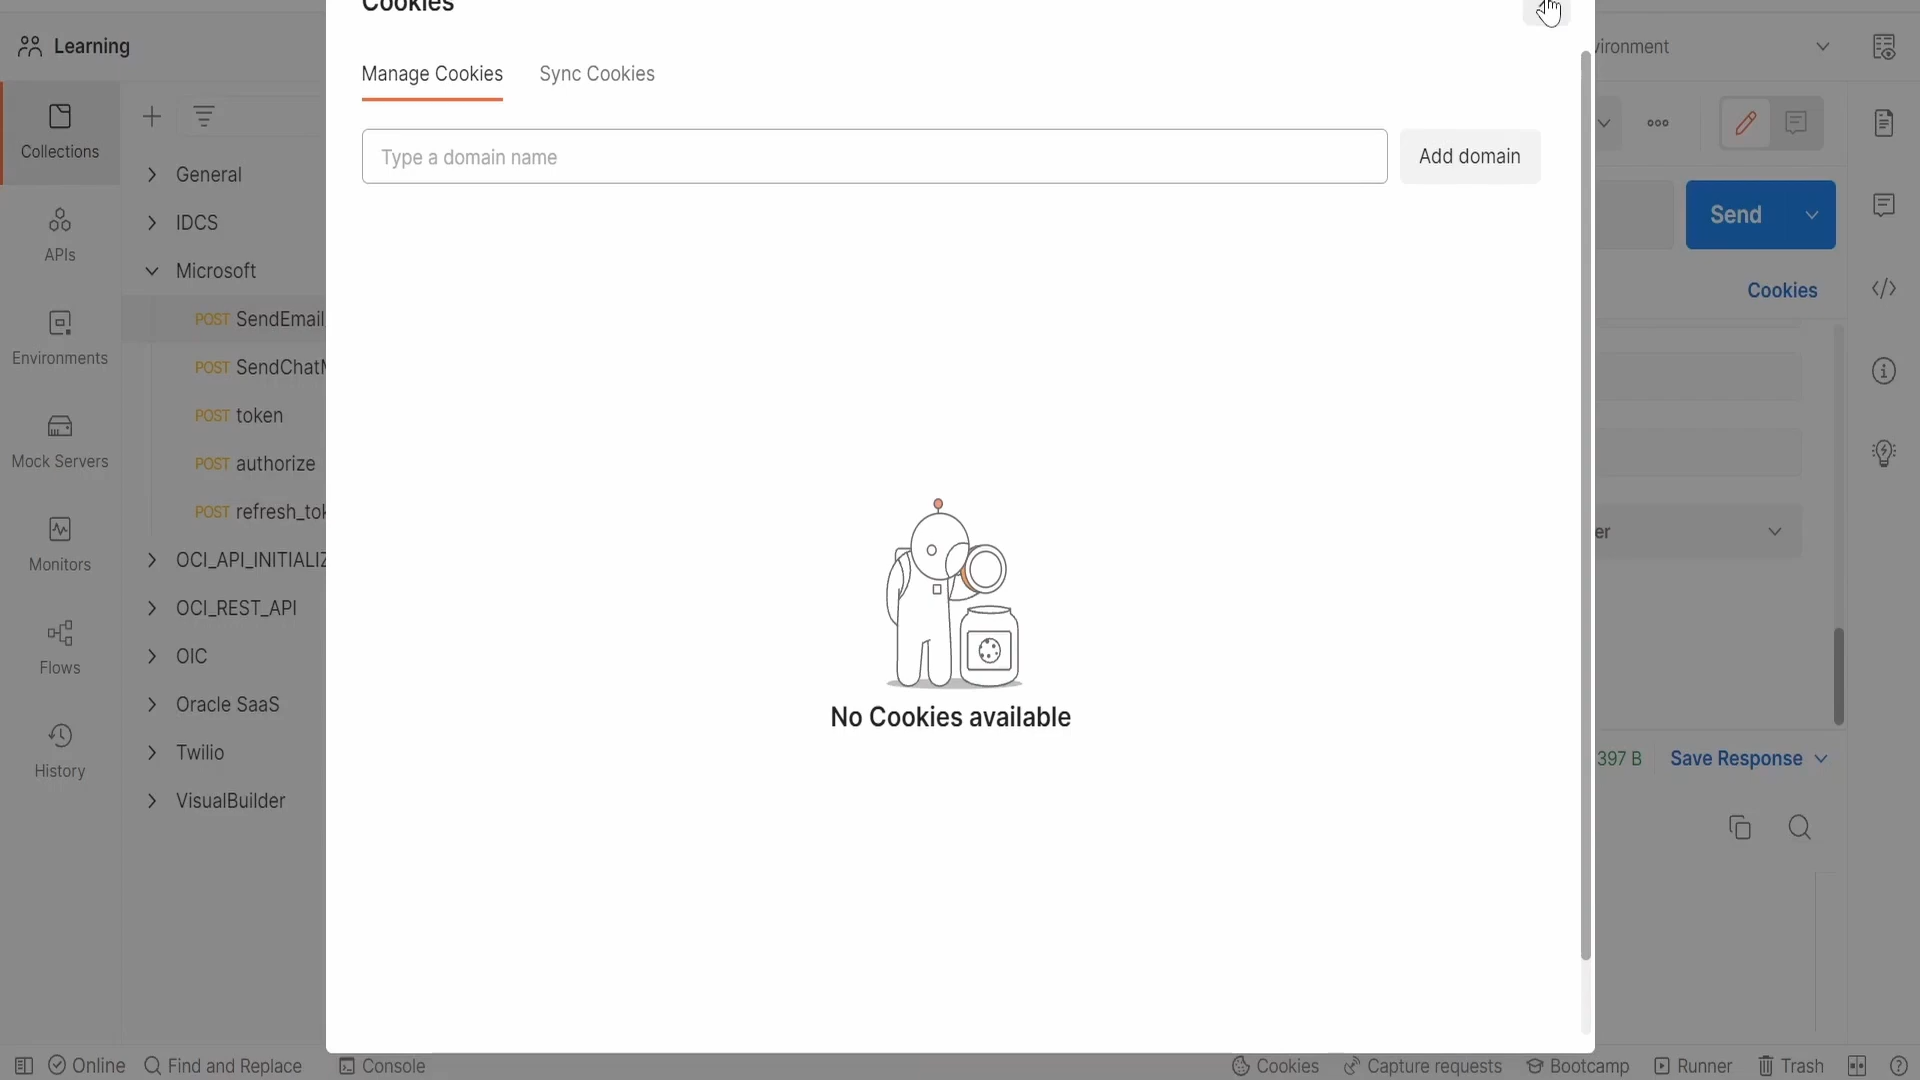 Cookies
Learning
vironment
Manage Cookies
Sync Cookies
Type a domain name
Add domain
Collections
General
IDCS
Send
APIs
Microsoft
Cookies
POST SendEmail
POST SendChatM
Environments
POST token
Mock Servers
POST authorize
POST refresh_tok
er
Monitors
OCI_API_INITIALIZ
OCI_REST_API
Flows
OIC
Oracle SaaS
No Cookies available
Twilio
397 B
Save Response
History
VisualBuilder
Online
Find and Replace
Console
Cookies
Capture requests
Bootcamp
Runner
Trash